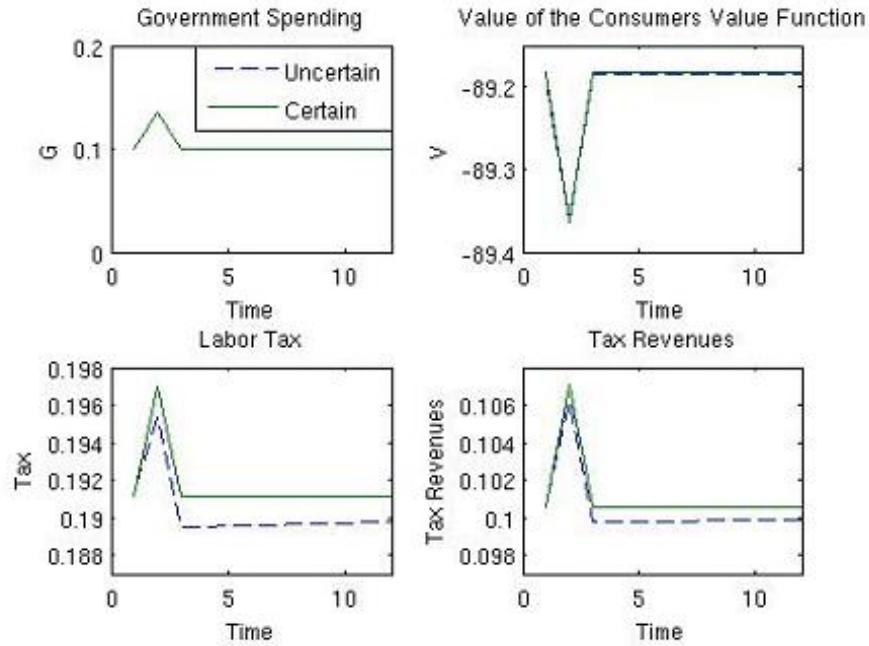 Government Spending
0.2
0.1
0
G
Uncertain
Certain
0
5
10
Time
Value of the Consumers Value Function
-89.2
-89.3
-89.4
V
0
5
10
Time
Labor Tax
0.198
0.196
0.194
0.192
0.19
0.188
Tax
0
5
10
Time
Tax Revenues
0.106
0.104
0.102
0.1
0.098
Tax Revenues
0
5
10
Time